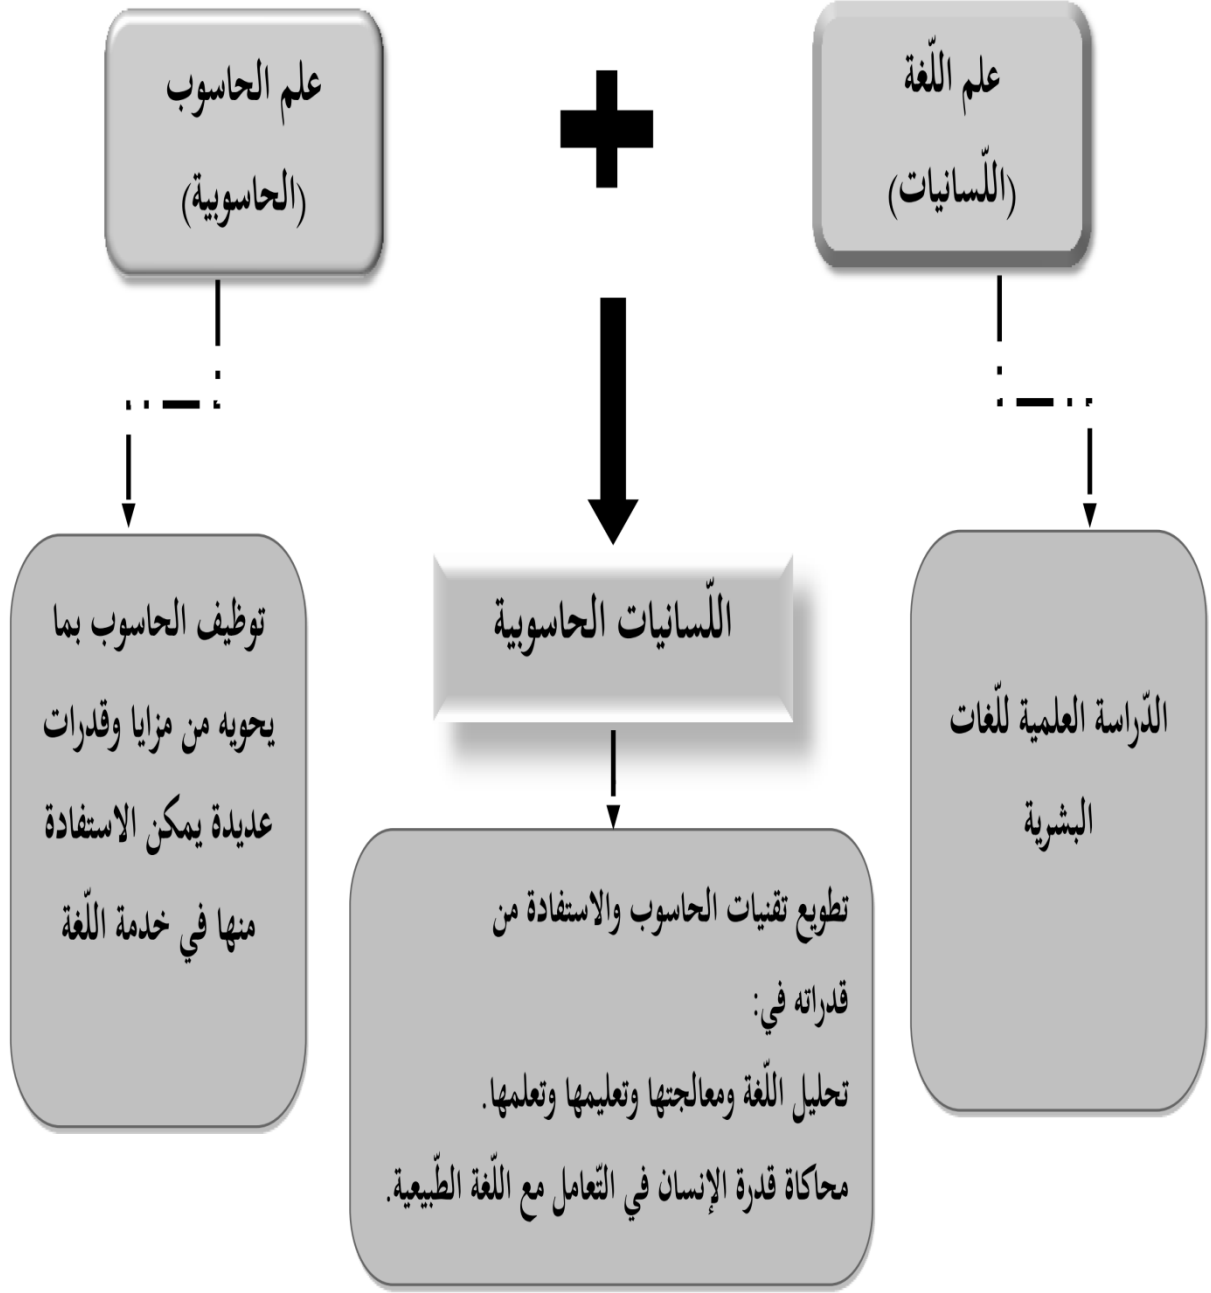 علم اللّغة
(اللّسانيات)
+
علم الحاسوب
(الحاسوبية)
الدّراسة العلمية للّغات
البشرية
اللّسانيات الحاسوبية
توظيف الحاسوب بما
يحويه من مزايا وقدرات
عديدة يمكن الاستفادة
منها في خدمة اللّغة
تطويع تقنيات الحاسوب والاستفادة من
قدراته في:
تحليل اللّغة ومعالجتها وتعليمها وتعلمها.
محاكاة قدرة الإنسان في التّعامل مع اللّغة الطّبيعية.